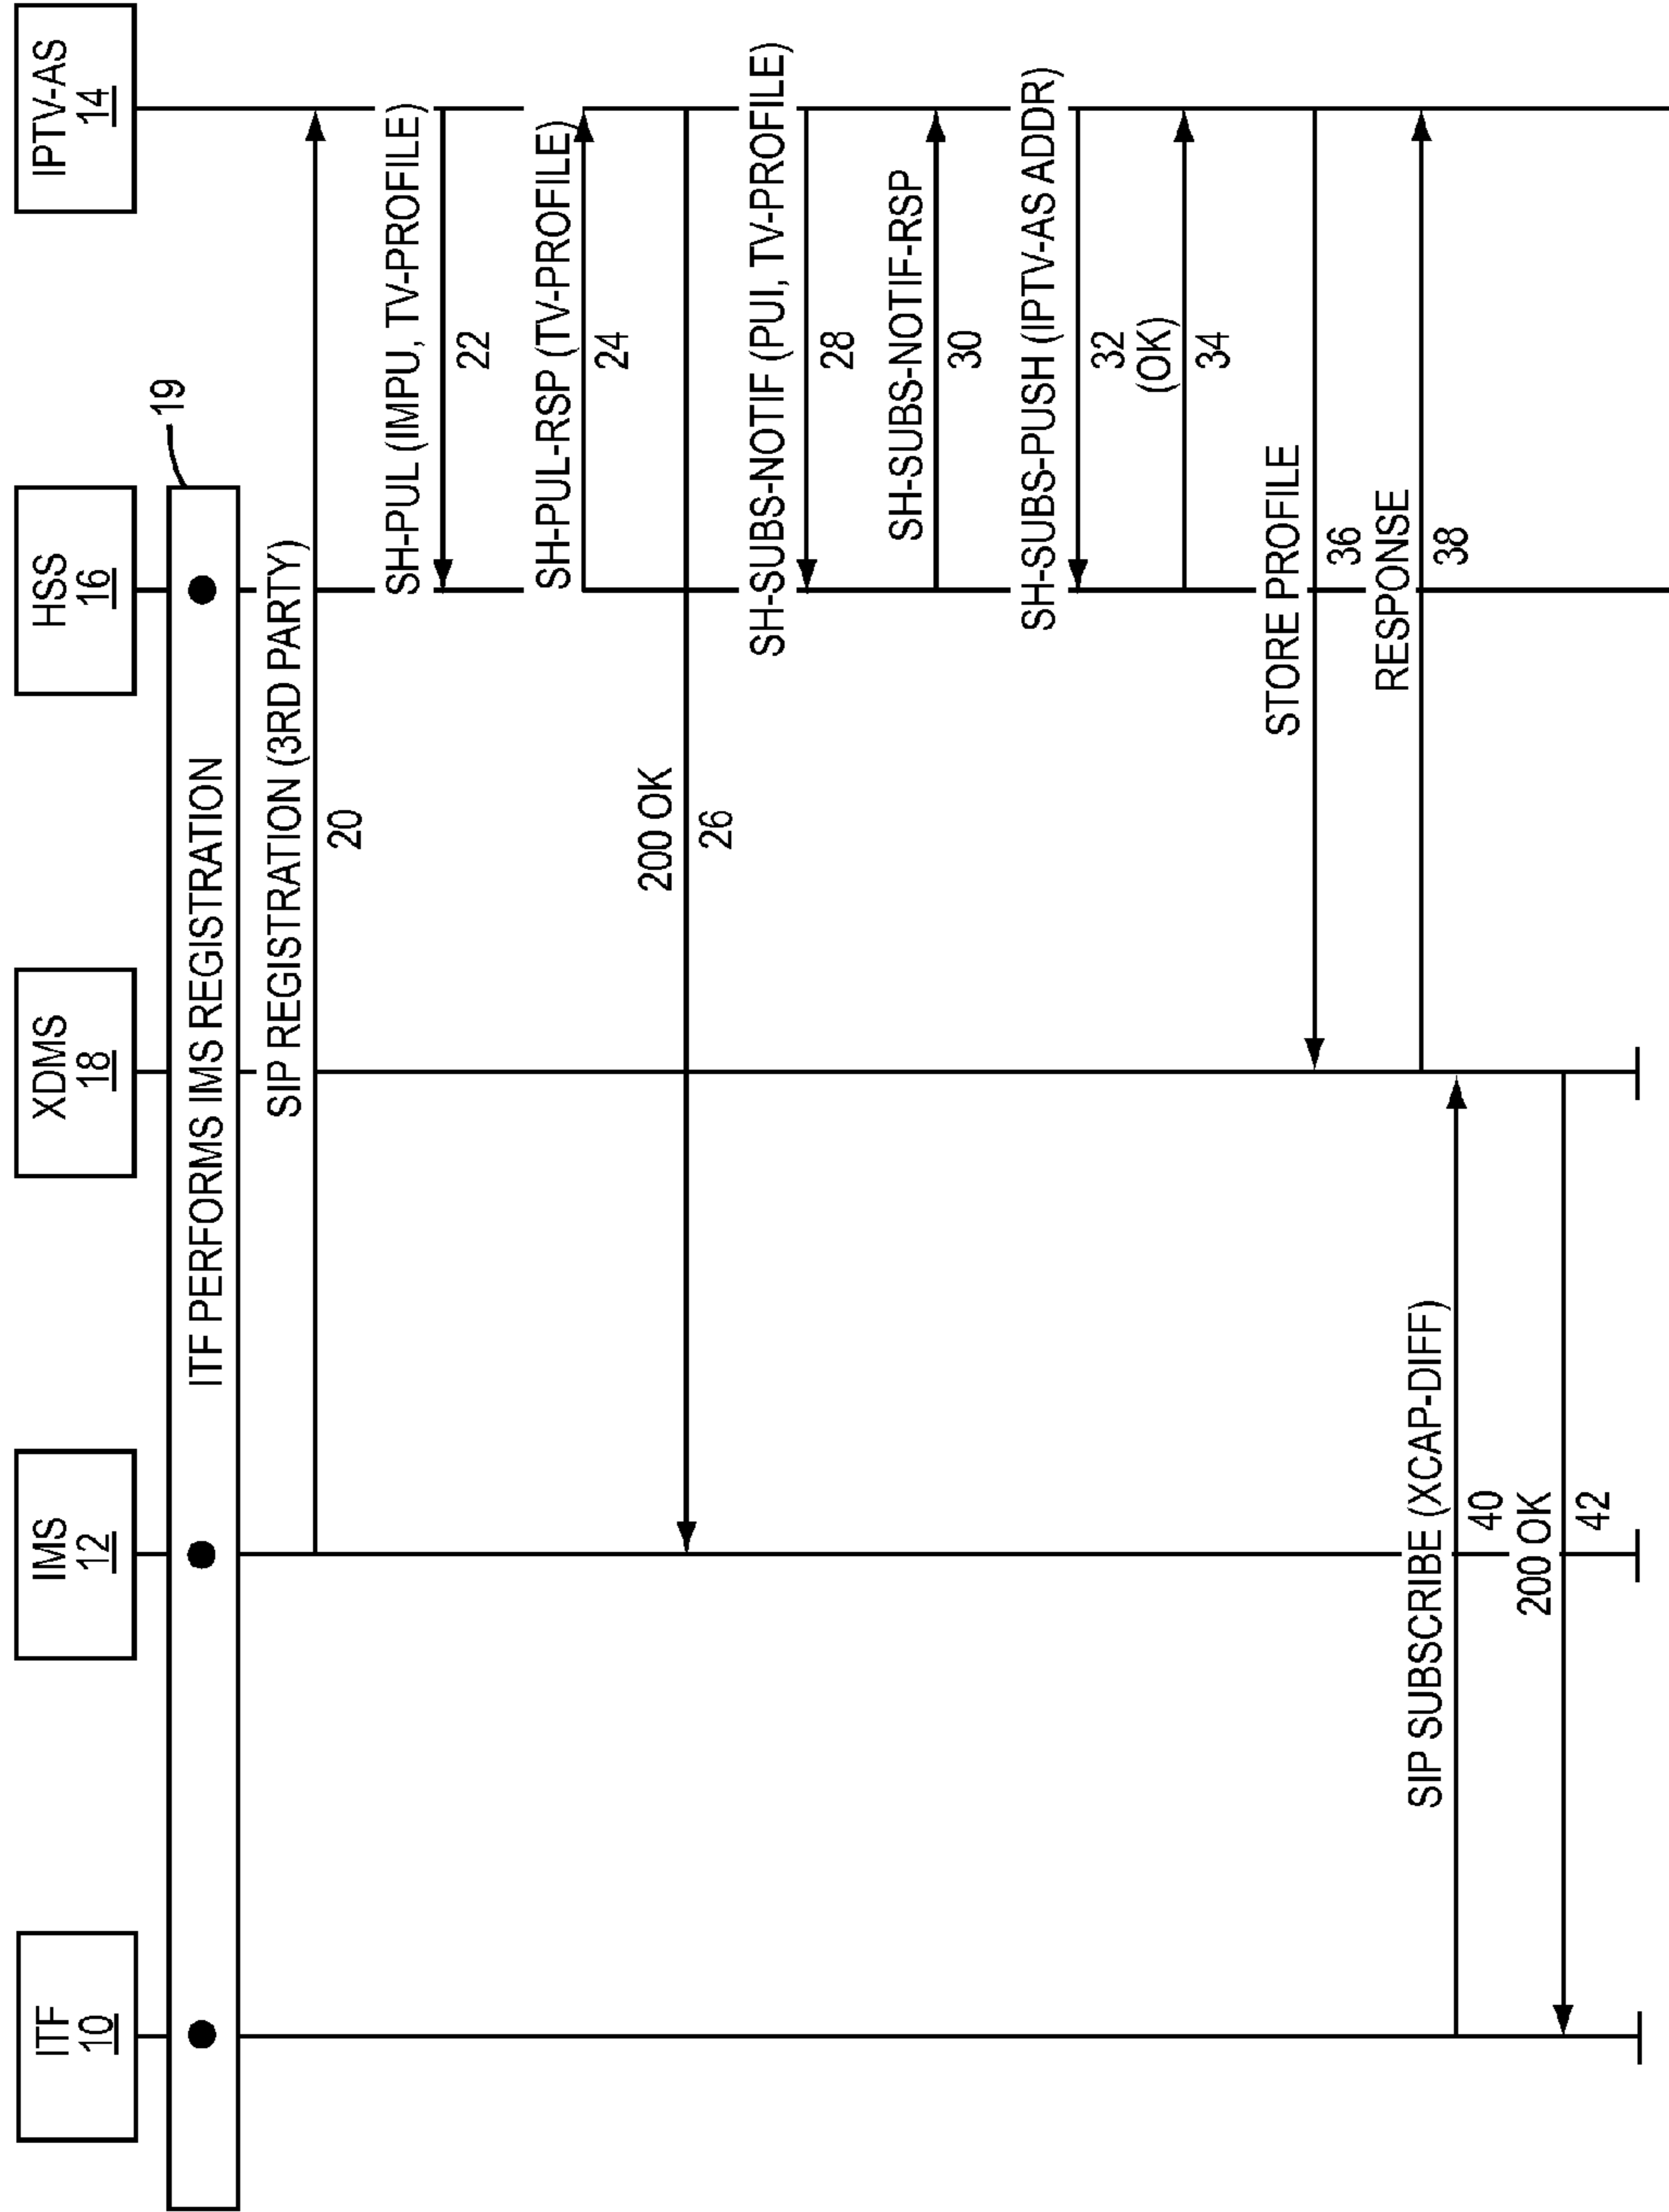 ITF
10
IMS
12
XDMS
18
HSS
16
IPTV-AS
14
19
ITF PERFORMS IMS REGISTRATION
SIP REGISTRATION (3RD PARTY)
20
SH-PUL (IMPU, TV-PROFILE)
22
SH-PUL-RSP (TV-PROFILE)
24
200 OK
26
SH-SUBS-NOTIF (PUI, TV-PROFILE)
28
SH-SUBS-NOTIF-RSP
30
SH-SUBS-PUSH (IPTV-AS ADDR)
32
(OK)
34
STORE PROFILE
36
RESPONSE
38
SIP SUBSCRIBE (XCAP-DIFF)
40
200 OK
42